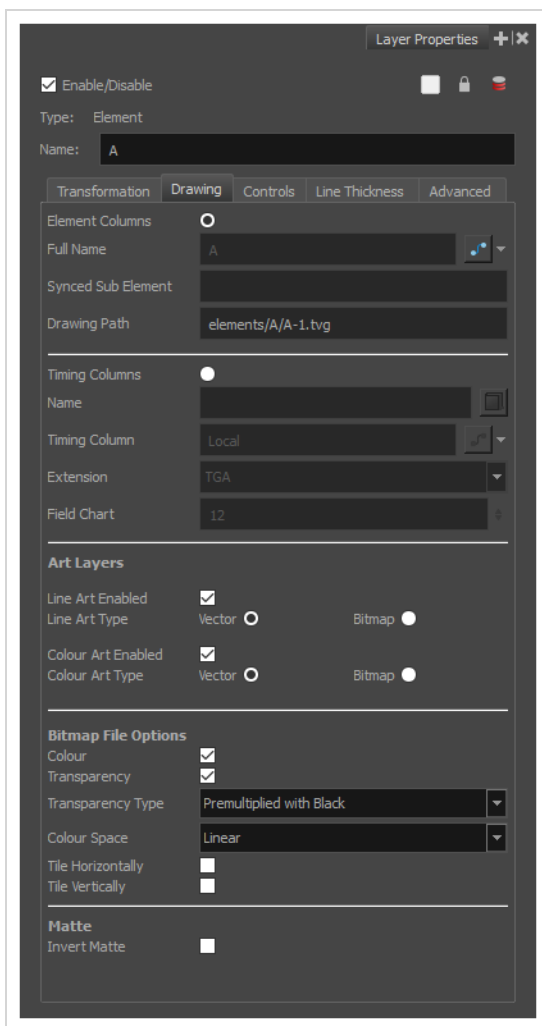 Layer Properties
Enable/Disable
Type: Element
Name: A
Transformation Drawing Controls Line Thickness Advanced
Element Columns
Full Name A
Synced Sub Element
Drawing Path elements/A/A-1.tvg
Timing Columns
Name
Timing Column Local
Extension TGA
Field Chart 12
Art Layers
Line Art Enabled
Line Art Type Vector Bitmap
Colour Art Enabled
Colour Art Type Vector Bitmap
Bitmap File Options
Colour
Transparency
Transparency Type Premultiplied with Black
Colour Space Linear
Tile Horizontally
Tile Vertically
Matte
Invert Matte